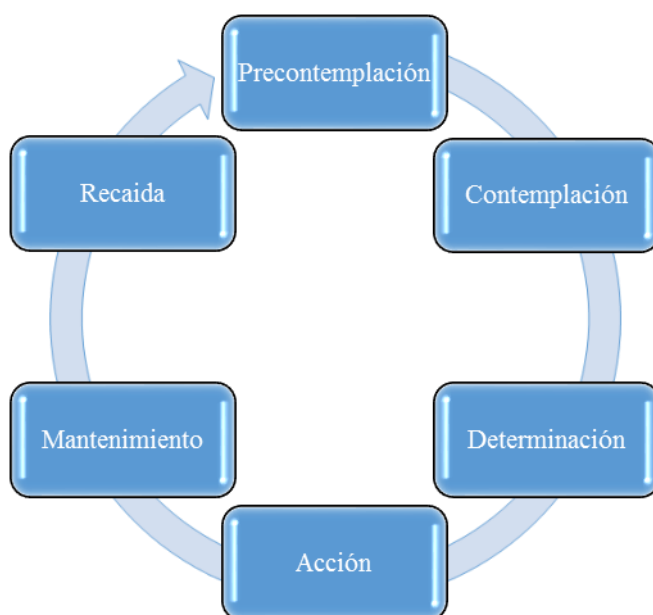 Precontemplación
Contemplación
Determinación
Acción
Mantenimiento
Recaida